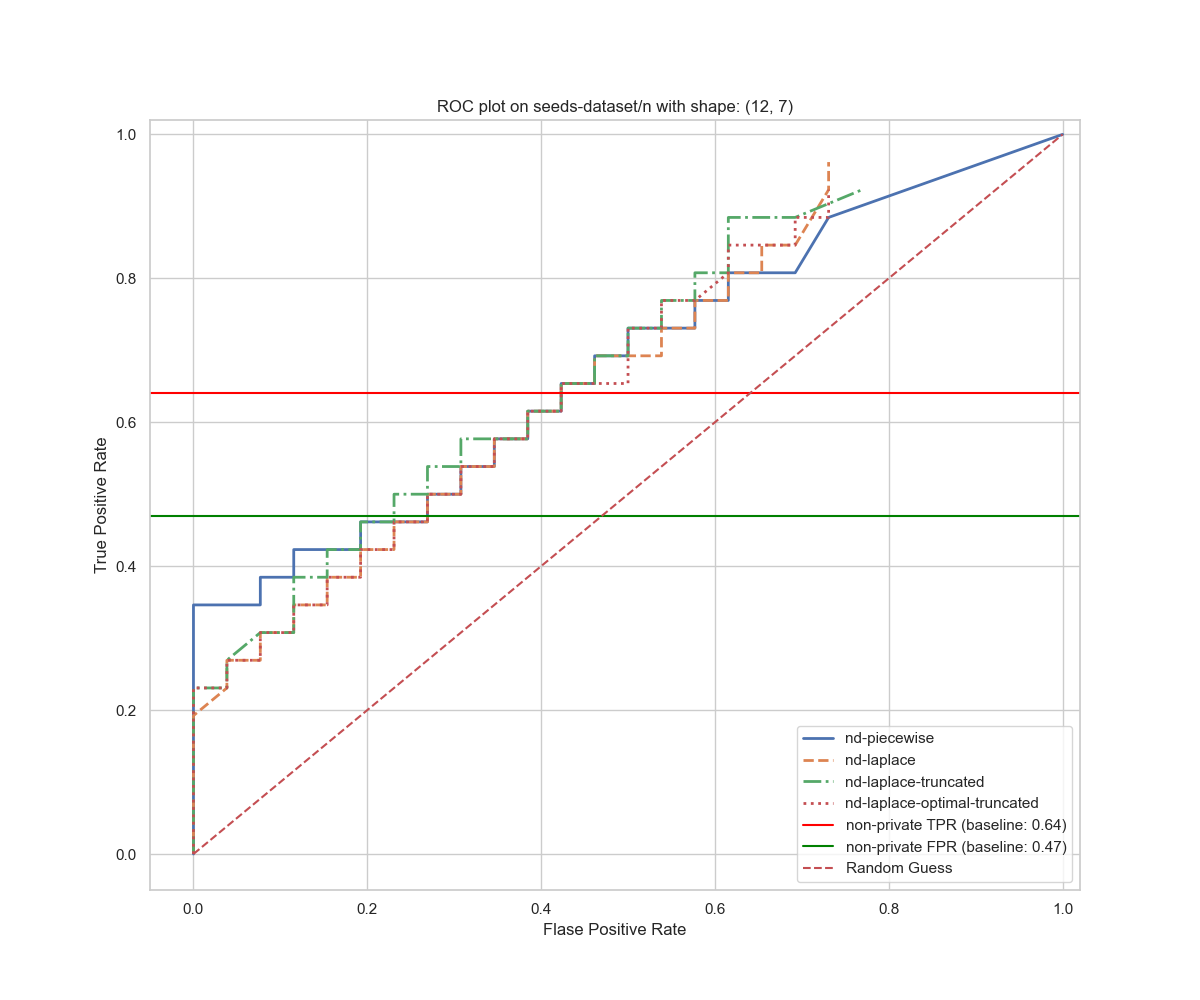 ROC plot on seeds-dataset/n with shape: (12, 7)
True Positive Rate
1.0
0.8
0.6
0.4
0.2
0.0
0.0 0.2 0.4 0.6 0.8 1.0
Flase Positive Rate
nd-piecewise
nd-laplace
nd-laplace-truncated
nd-laplace-optimal-truncated
non-private TPR (baseline: 0.64)
non-private FPR (baseline: 0.47)
Random Guess